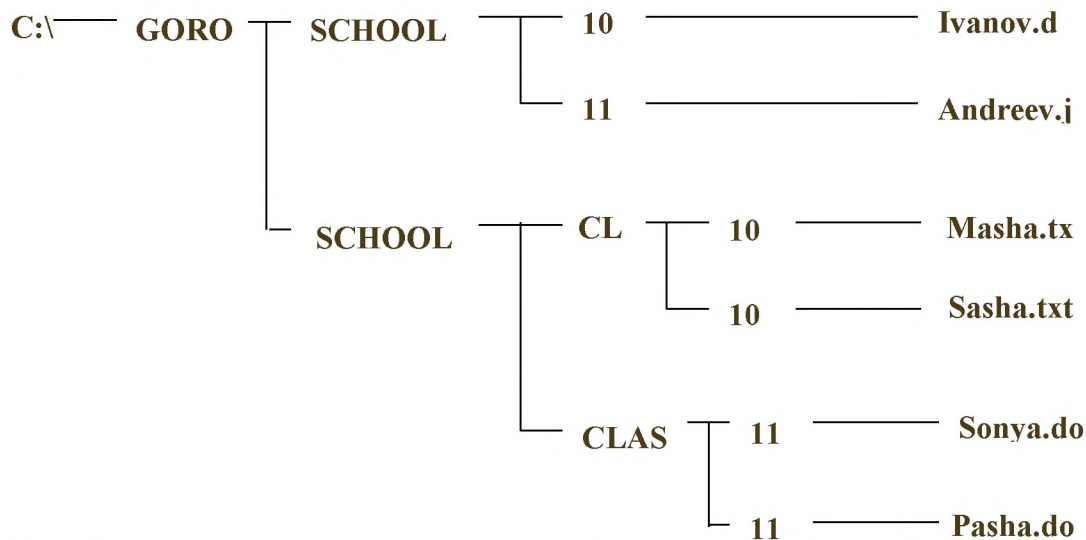 C:\ GORO SCHOOL 10 Ivanov.d
11 Andreev.j
SCHOOL CL 10 Masha.tx
10 Sasha.txt
CLAS 11 Sonya.do
11 Pasha.do